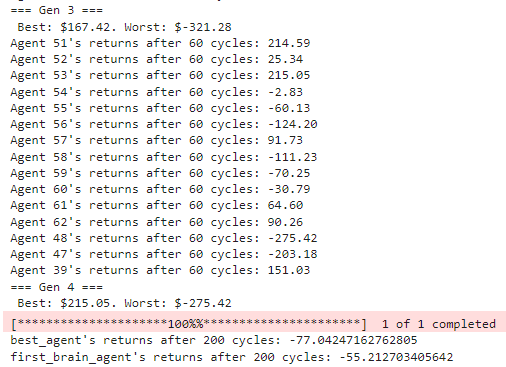 === Gen 3 ===
Best: $167.42. Worst: $-321.28
Agent 51's returns after 60 cycles: 214.59
Agent 52's returns after 60 cycles: 25.34
Agent 53's returns after 60 cycles: 215.05
Agent 54's returns after 60 cycles: -2.83
Agent 55's returns after 60 cycles: -60.13
Agent 56's returns after 60 cycles: -124.20
Agent 57's returns after 60 cycles: 91.73
Agent 58's returns after 60 cycles: -111.23
Agent 59's returns after 60 cycles: -70.25
Agent 60's returns after 60 cycles: -30.79
Agent 61's returns after 60 cycles: 64.60
Agent 62's returns after 60 cycles: 90.26
Agent 48's returns after 60 cycles: -275.42
Agent 47's returns after 60 cycles: -203.18
Agent 39's returns after 60 cycles: 151.03
=== Gen 4 ===
Best: $215.05. Worst: $-275.42
[*********************100%%**********************]  1 of 1 completed
best_agent's returns after 200 cycles: -77.04247162762805
first_brain_agent's returns after 200 cycles: -55.212703405642